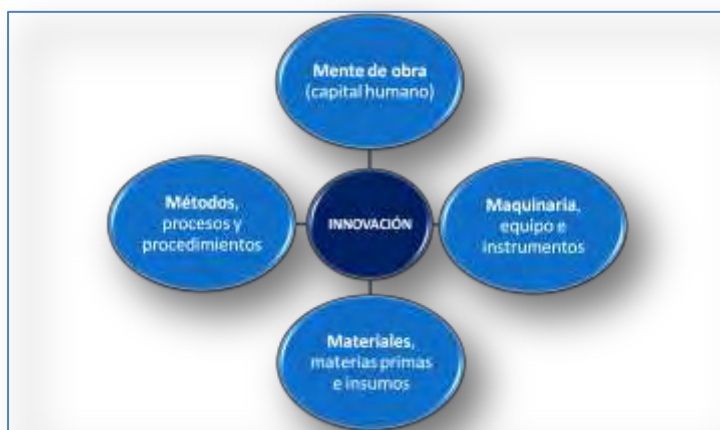 Mente de obra
(capital humano)
Métodos,
procesos y
procedimientos
INNOVACIÓN
Maquinaria,
equipo e
instrumentos
Materiales,
materias primas
e insumos